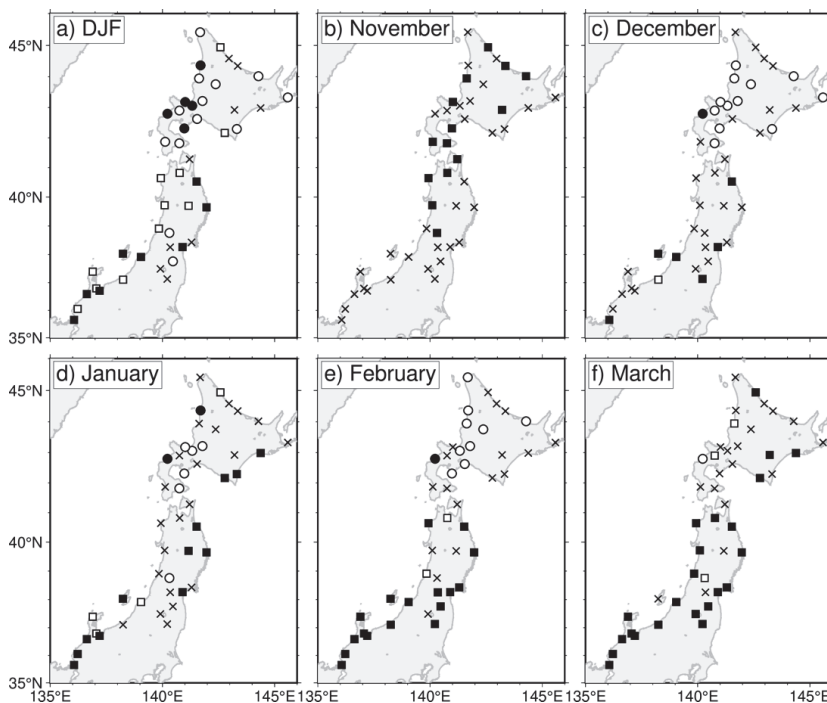 a) DJF
b) November
c) December
45°N
40°N
35°N
d) January
e) February
f) March
45°N
40°N
35°N
135°E 140°E 145°E 135°E 140°E 145°E 135°E 140°E 145°E